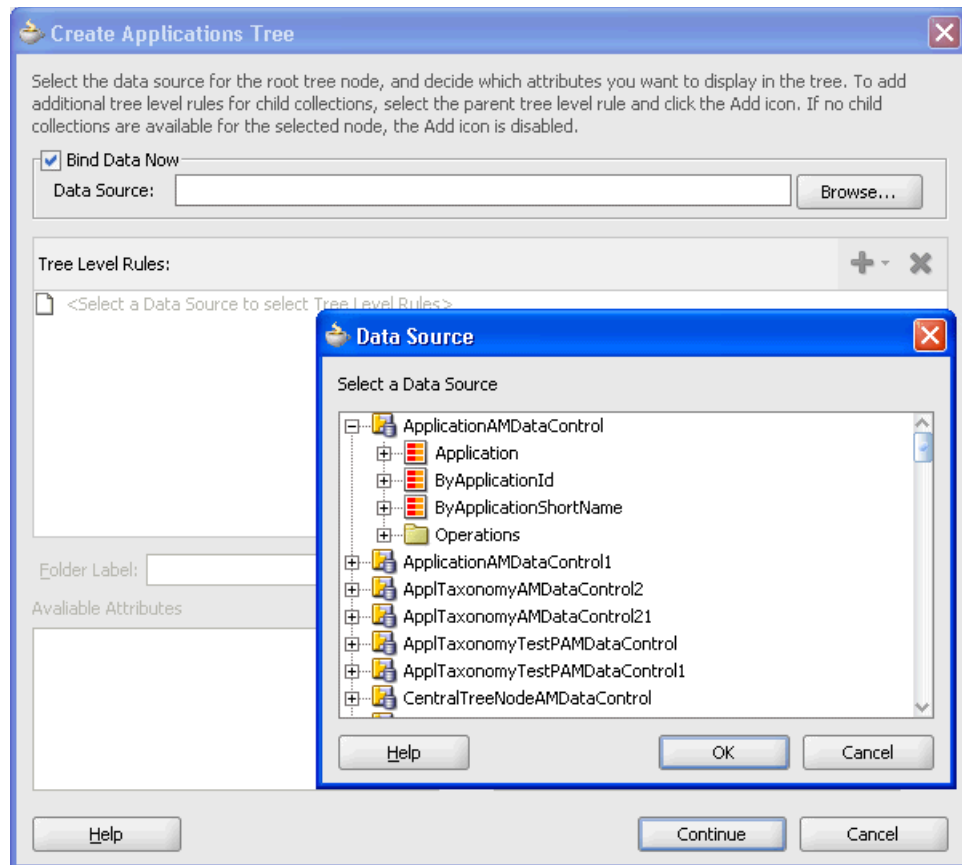 Create Applications Tree
Select the data source for the root tree node, and decide which attributes you want to display in the tree. To add
additional tree level rules for child collections, select the parent tree level rule and click the Add icon. If no child
collections are available for the selected node, the Add icon is disabled.
Bind Data Now
Data Source:
Browse...
Tree Level Rules:
<Select a Data Source to select Tree Level Rules>
Data Source
Select a Data Source
ApplicationAMDataControl
Application
ByApplicationId
ByApplicationShortName
Operations
ApplicationAMDataControl1
ApplTaxonomyAMDataControl2
ApplTaxonomyAMDataControl21
ApplTaxonomyTestPAMDataControl
ApplTaxonomyTestPAMDataControl1
CentralTreeNodeAMDataControl
Help OK Cancel
Folder Label:
Avaliable Attributes
Help Continue Cancel